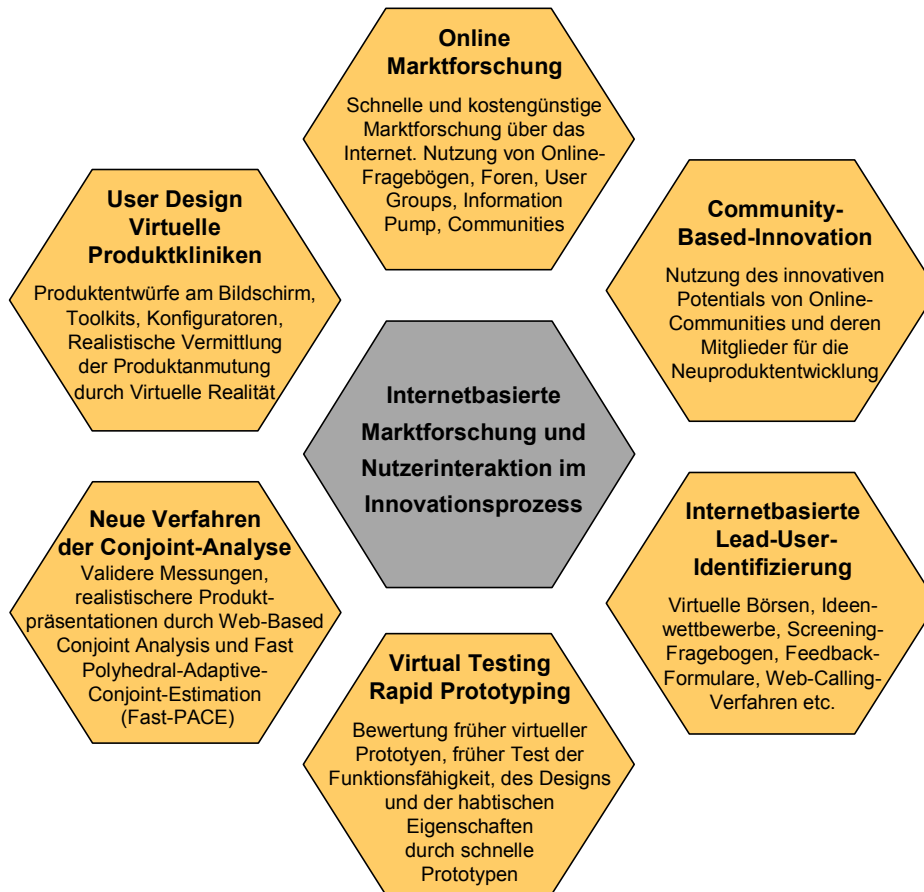 Online
Marktforschung
Schnelle und kostengünstige
Marktforschung über das
Internet. Nutzung von Online-
Fragebögen, Foren, User
Groups, Information
Pump, Communities
User Design
Virtuelle
Produktkliniken
Produktentwürfe am Bildschirm,
Toolkits, Konfiguratoren,
Realistische Vermittlung
der Produktanmutung
durch Virtuelle Realität
Community-
Based-Innovation
Nutzung des innovativen
Potentials von Online-
Communities und deren
Mitglieder für die
Neuproduktentwicklung
Internetbasierte
Marktforschung und
Nutzerinteraktion im
Innovationsprozess
Neue Verfahren
der Conjoint-Analyse
Validere Messungen,
realistischere Produkt-
präsentationen durch Web-Based
Conjoint Analysis und Fast
Polyhedral-Adaptive-
Conjoint-Estimation
(Fast-PACE)
Internetbasierte
Lead-User-
Identifizierung
Virtuelle Börsen, Ideen-
wettbewerbe, Screening-
Fragebogen, Feedback-
Formulare, Web-Calling-
Verfahren etc.
Virtual Testing
Rapid Prototyping
Bewertung früher virtueller
Prototyen, früher Test der
Funktionsfähigkeit, des Designs
und der habtischen
Eigenschaften
durch schnelle
Prototypen